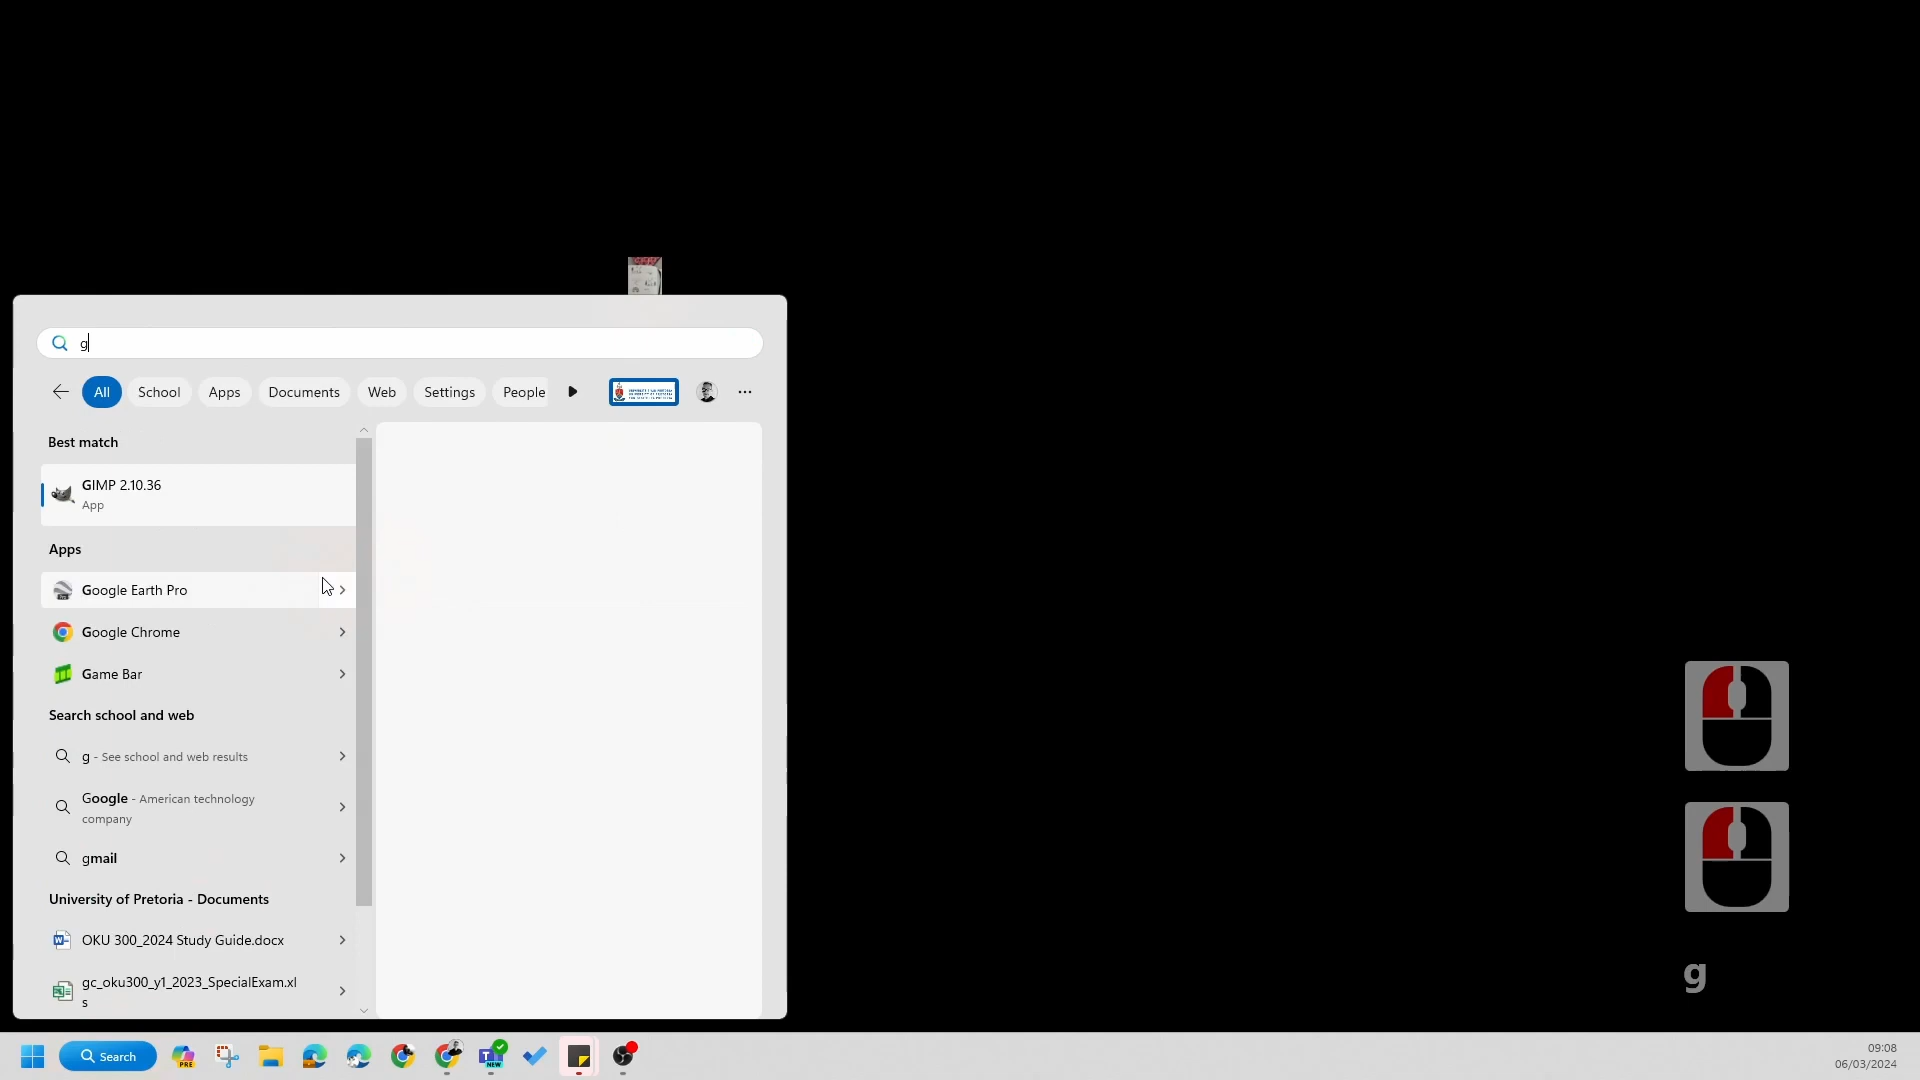 g
All School Apps Documents Web Settings People
Best match
GIMP 2.10.36
App
Apps
Google Earth Pro
Google Chrome
Game Bar
Search school and web
g - See school and web results
Google - American technology
company
gmail
University of Pretoria - Documents
OKU 300_2024 Study Guide.docx
gc_oku300_y1_2023_SpecialExam.xl
s
g
Search
PRE
NEW
09:08
06/03/2024